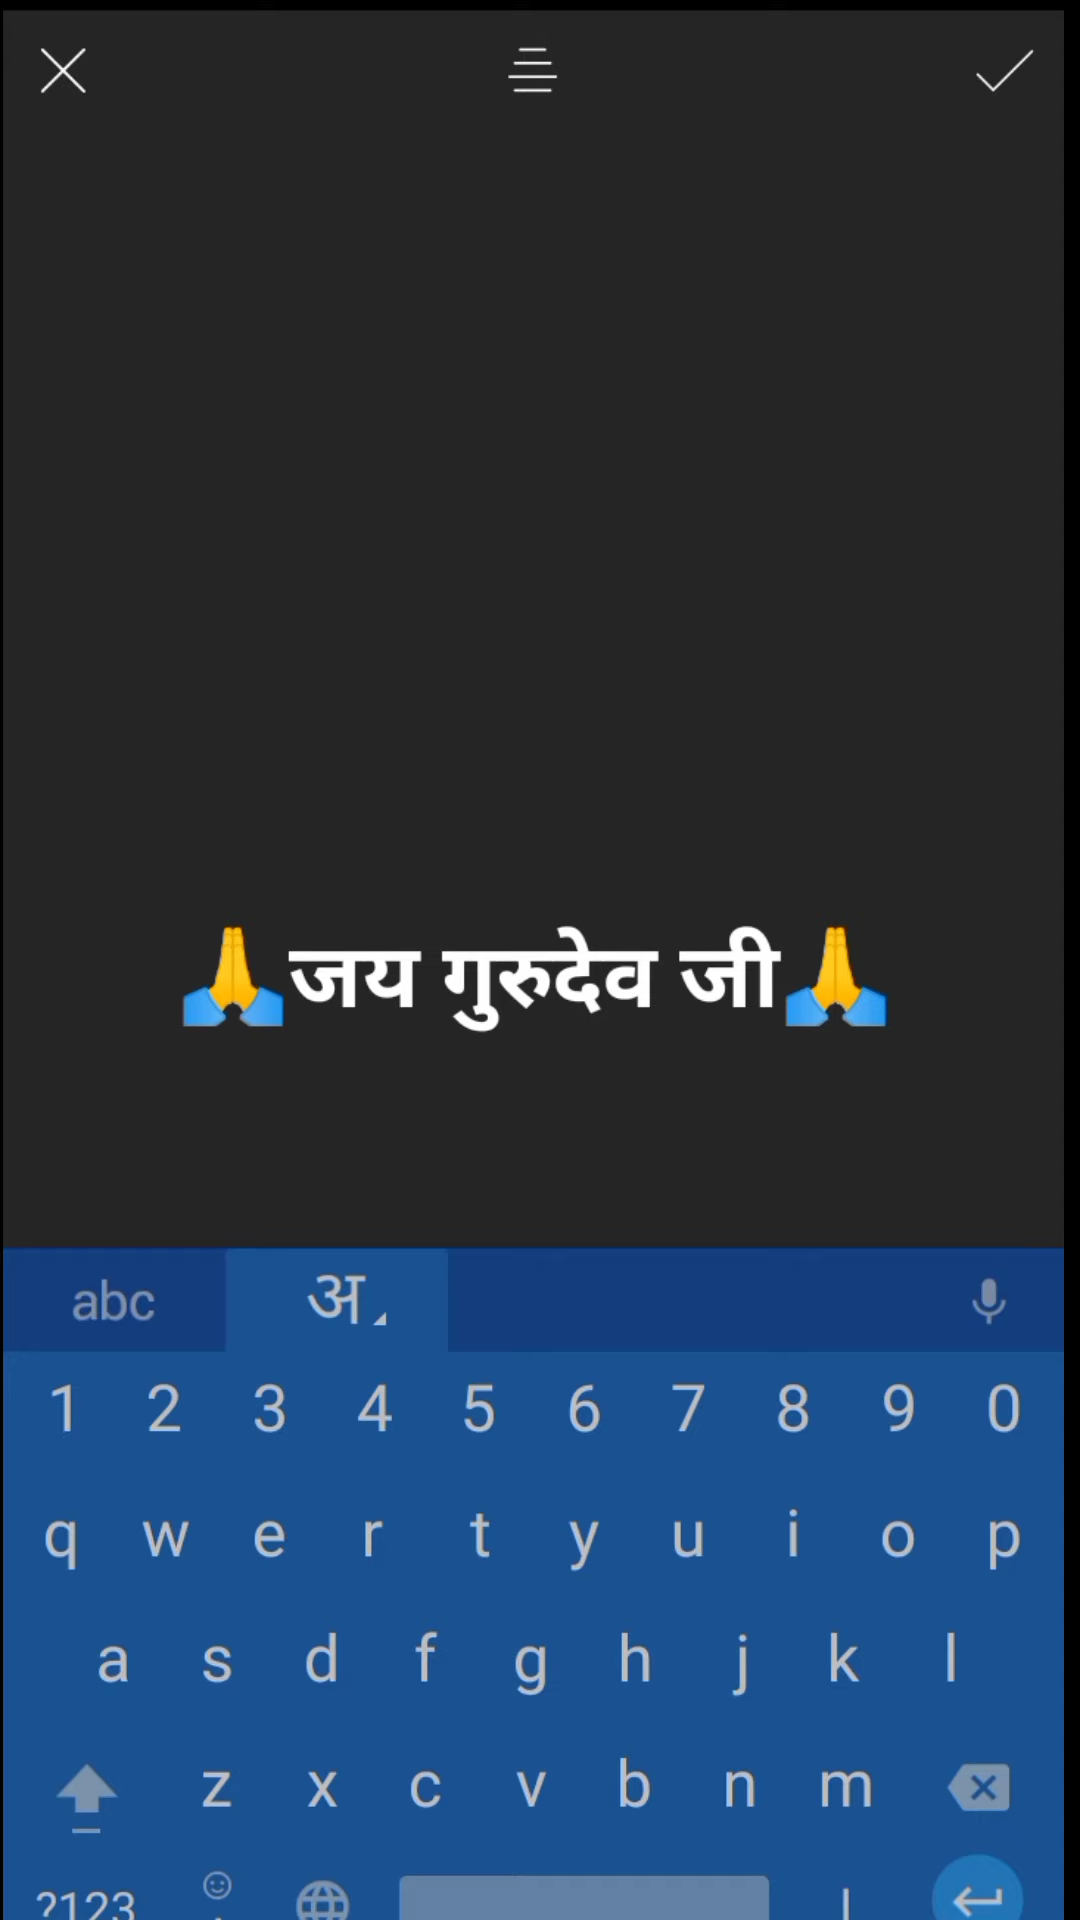 🙏जय गुरुदेव जी🙏
abc अ
1 2 3 4 5 6 7 8 9 0
q w e r t y u i o p
a s d f g h j k l
z x c v b n m
?123 ।